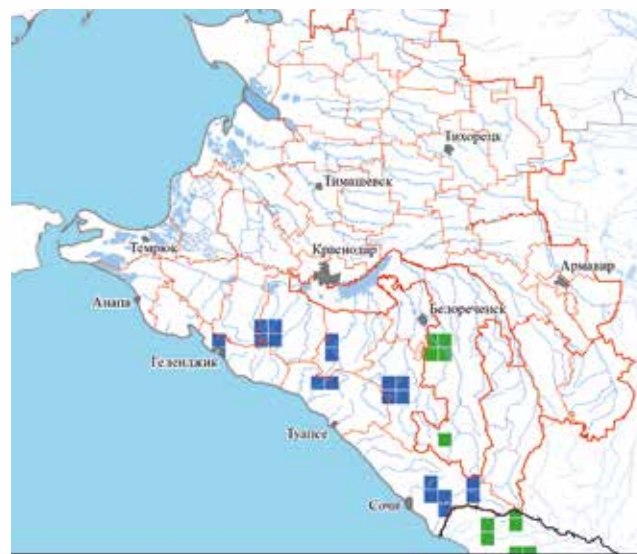 Тихорецк
Тимашевск
Краснодар
Темрюк
Армавир
Анапа
Белореченск
Геленджик
Туапсе
Сочи